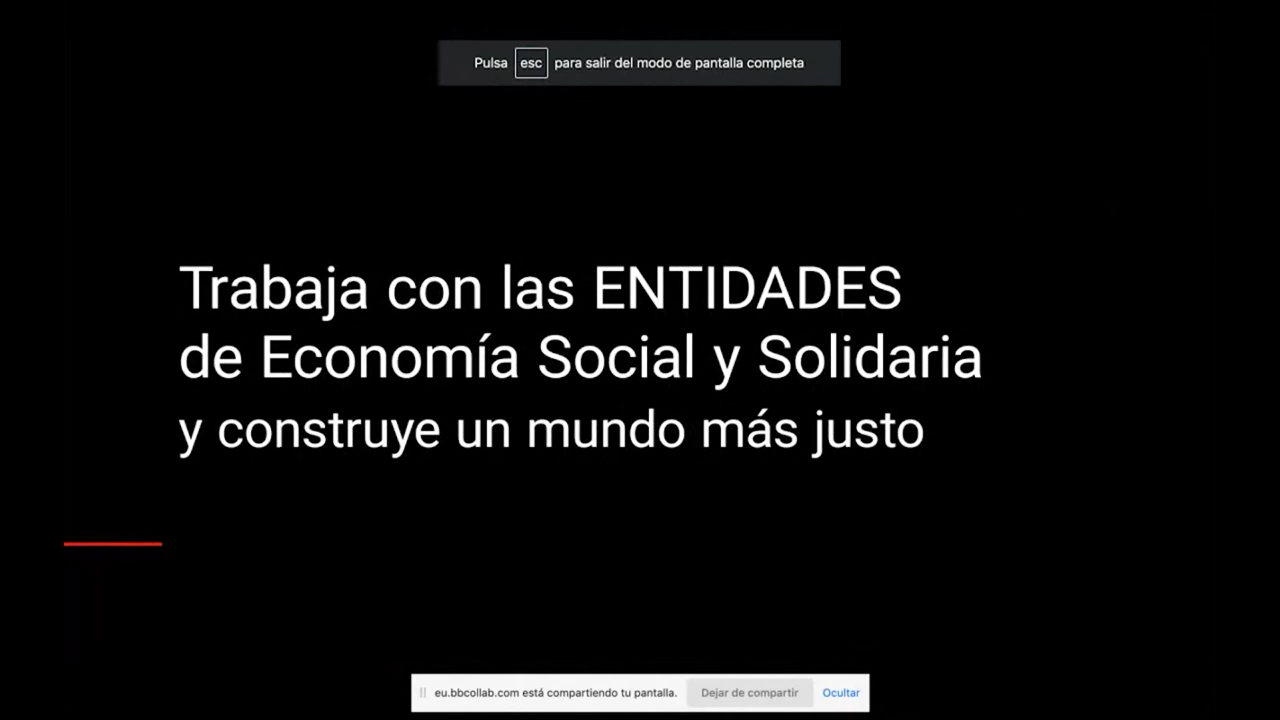 Pulsa esc para salir del modo de pantalla completa
Trabaja con las ENTIDADES
de Economía Social y Solidaria
y construye un mundo más justo
eu.bbcollab.com está compartiendo tu pantalla. Dejar de compartir Ocultar